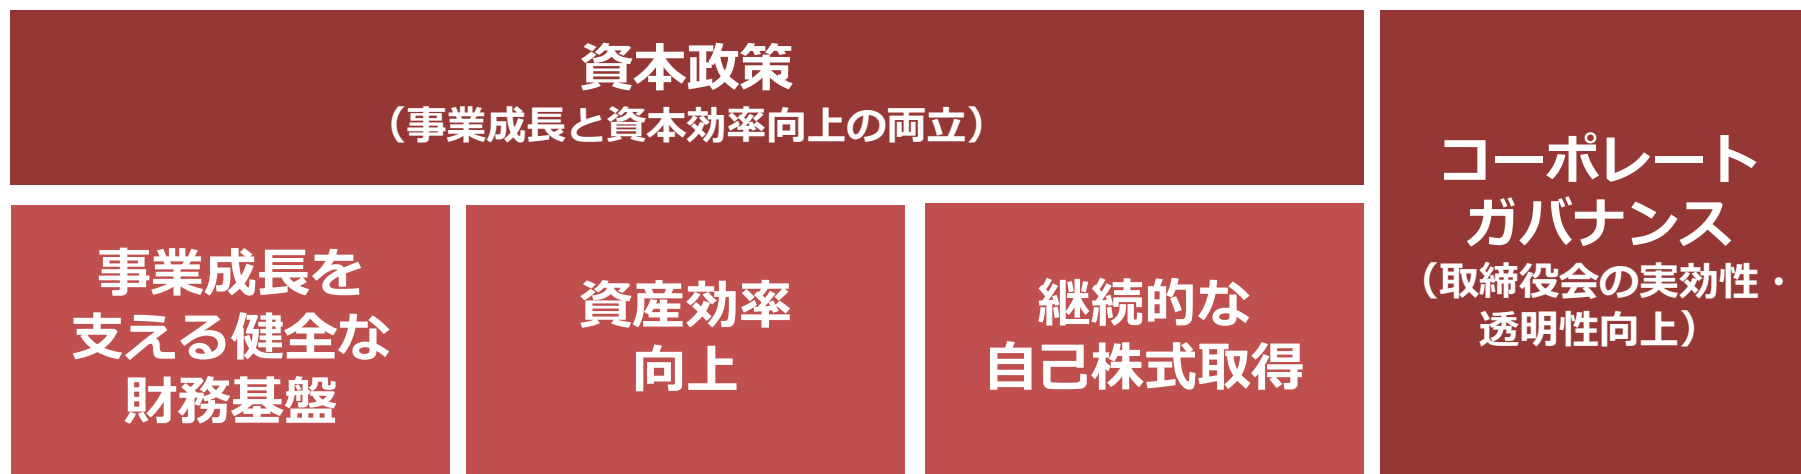 資本政策
（事業成長と資本効率向上の両立）
事業成長を
支える健全な
財務基盤
資産効率
向上
継続的な
自己株式取得
コーポレート
ガバナンス
（取締役会の実効性・
透明性向上）